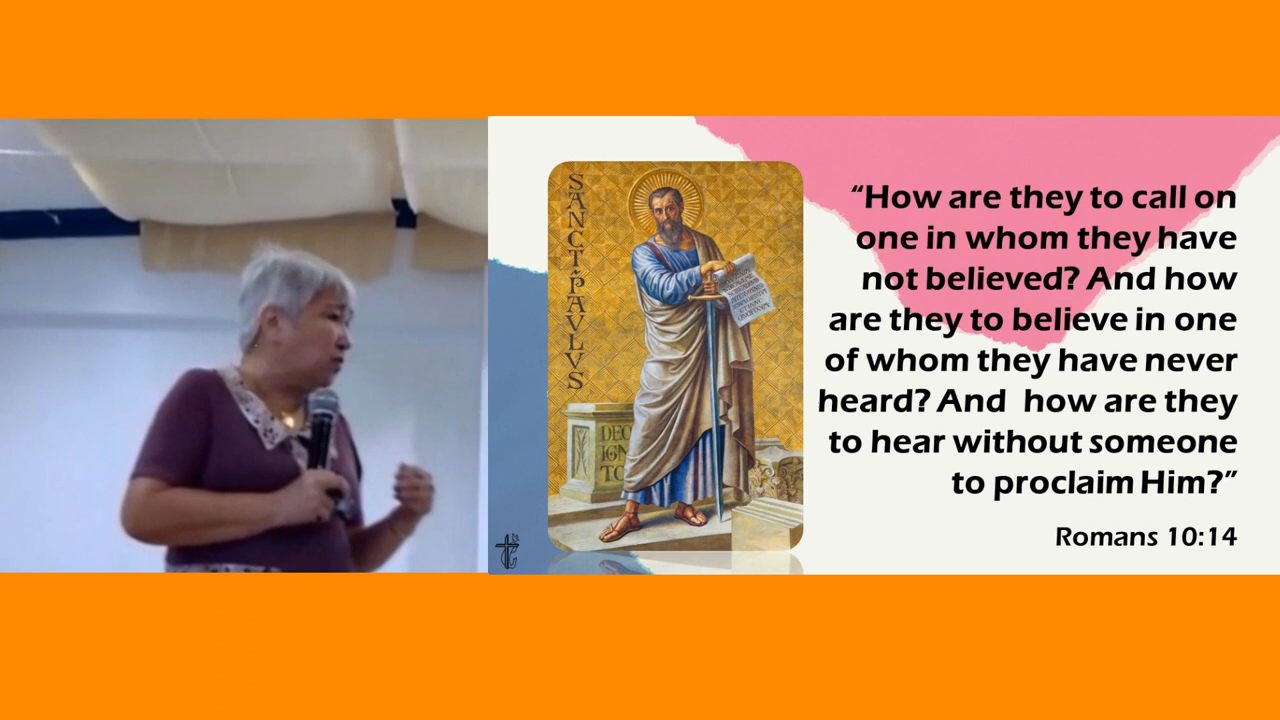 SANCT PAVLVS
DEO
IGN
TO
“How are they to call on
one in whom they have
not believed? And how
are they to believe in one
of whom they have never
heard? And  how are they
to hear without someone
to proclaim Him?”
Romans 10:14